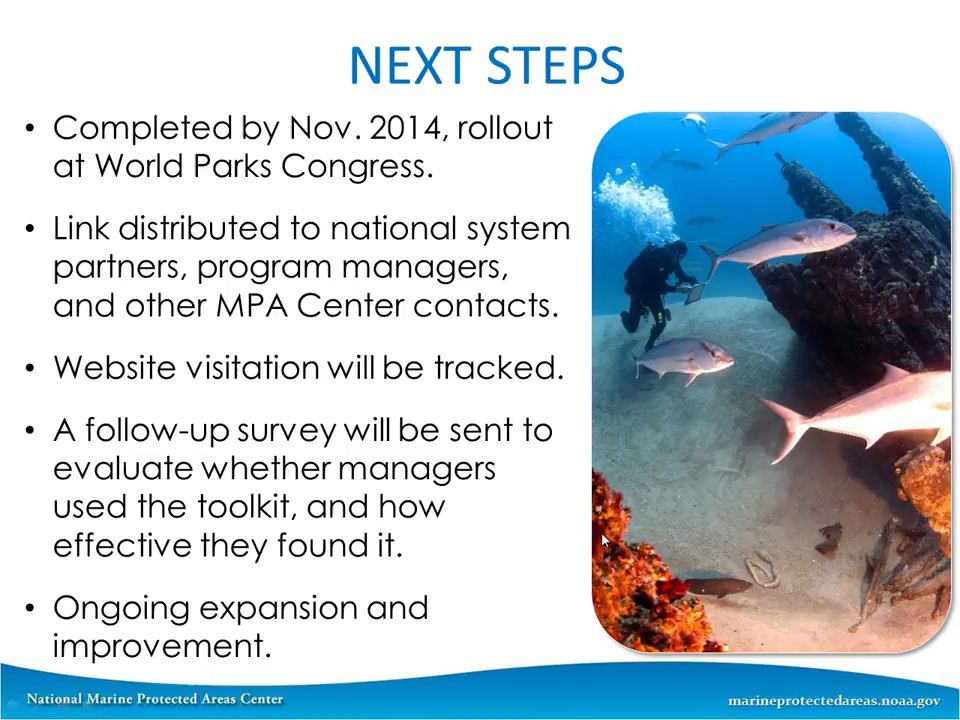 NEXT STEPS
• Completed by Nov. 2014, rollout
at World Parks Congress.
• Link distributed to national system
partners, program managers,
and other MPA Center contacts.
• Website visitation will be tracked.
• A follow-up survey will be sent to
evaluate whether managers
used the toolkit, and how
effective they found it.
• Ongoing expansion and
improvement.
National Marine Protected Areas Center
marineprotectedareas.noaa.gov